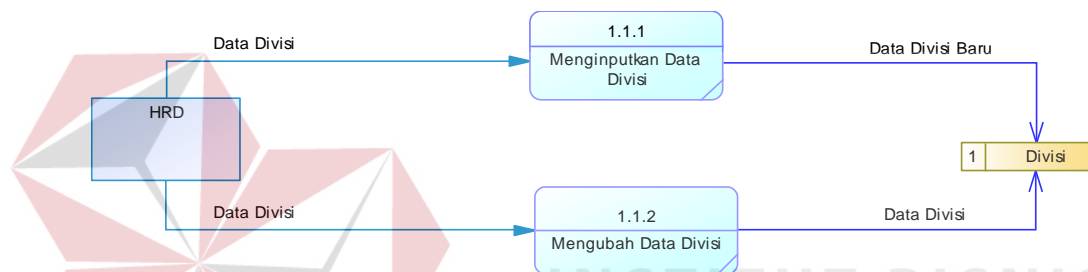 Data Divisi
1.1.1
Menginputkan Data
Divisi
Data Divisi Baru
HRD
1 Divisi
Data Divisi
1.1.2
Mengubah Data Divisi
Data Divisi